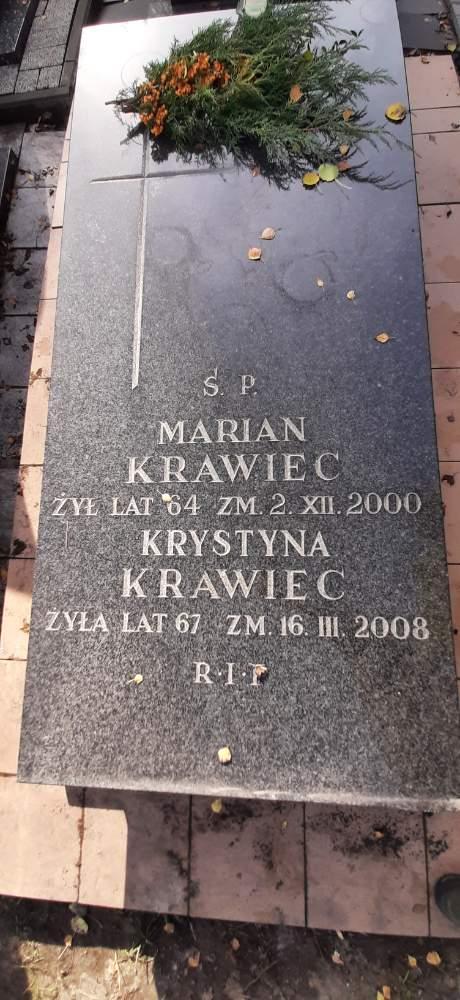 Ś. P.
MARIAN
KRAWIEC
ŻYŁ LAT 64 ZM. 2. XII. 2000
KRYSTYNA
KRAWIEC
ŻYŁA LAT 67 ZM. 16. III. 2008
R·I·P